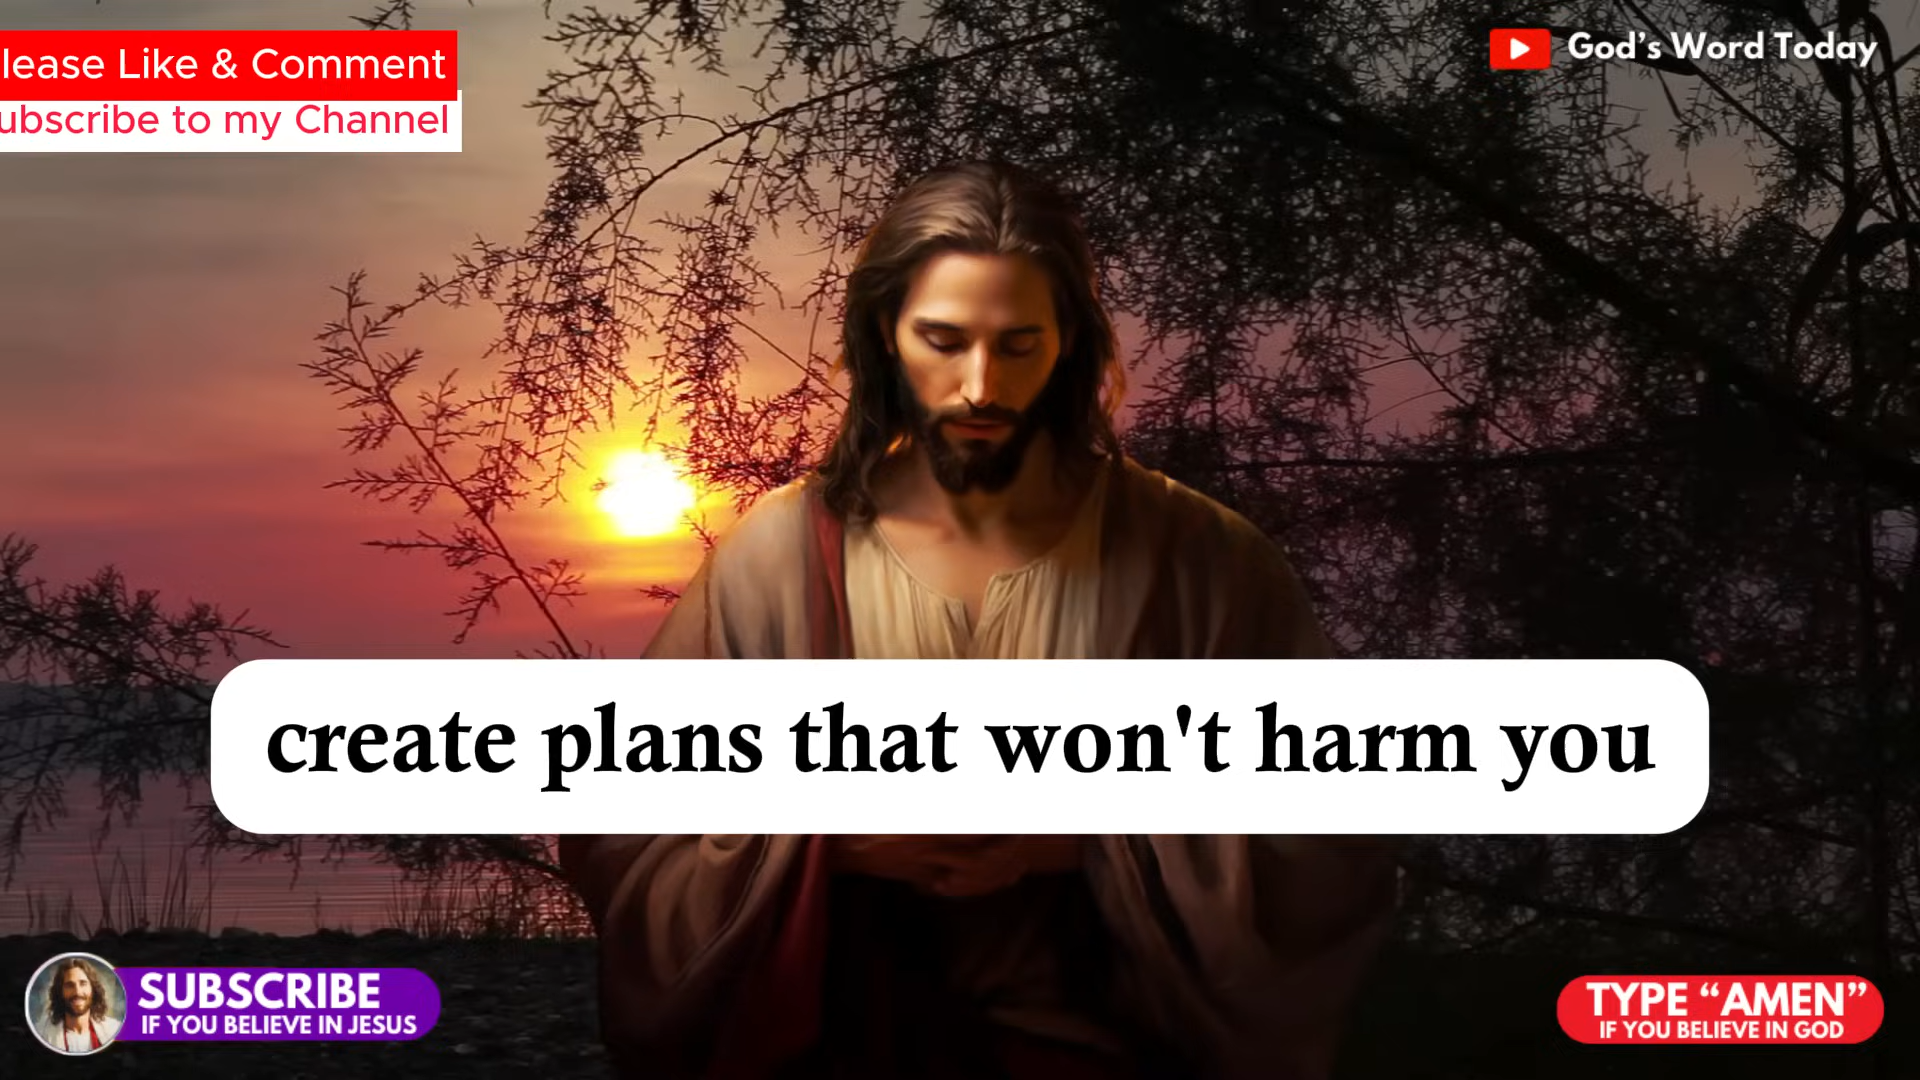 lease Like & Comment
ubscribe to my Channel
God's Word Today
create plans that won't harm you
SUBSCRIBE
IF YOU BELIEVE IN JESUS
TYPE “AMEN”
IF YOU BELIEVE IN GOD